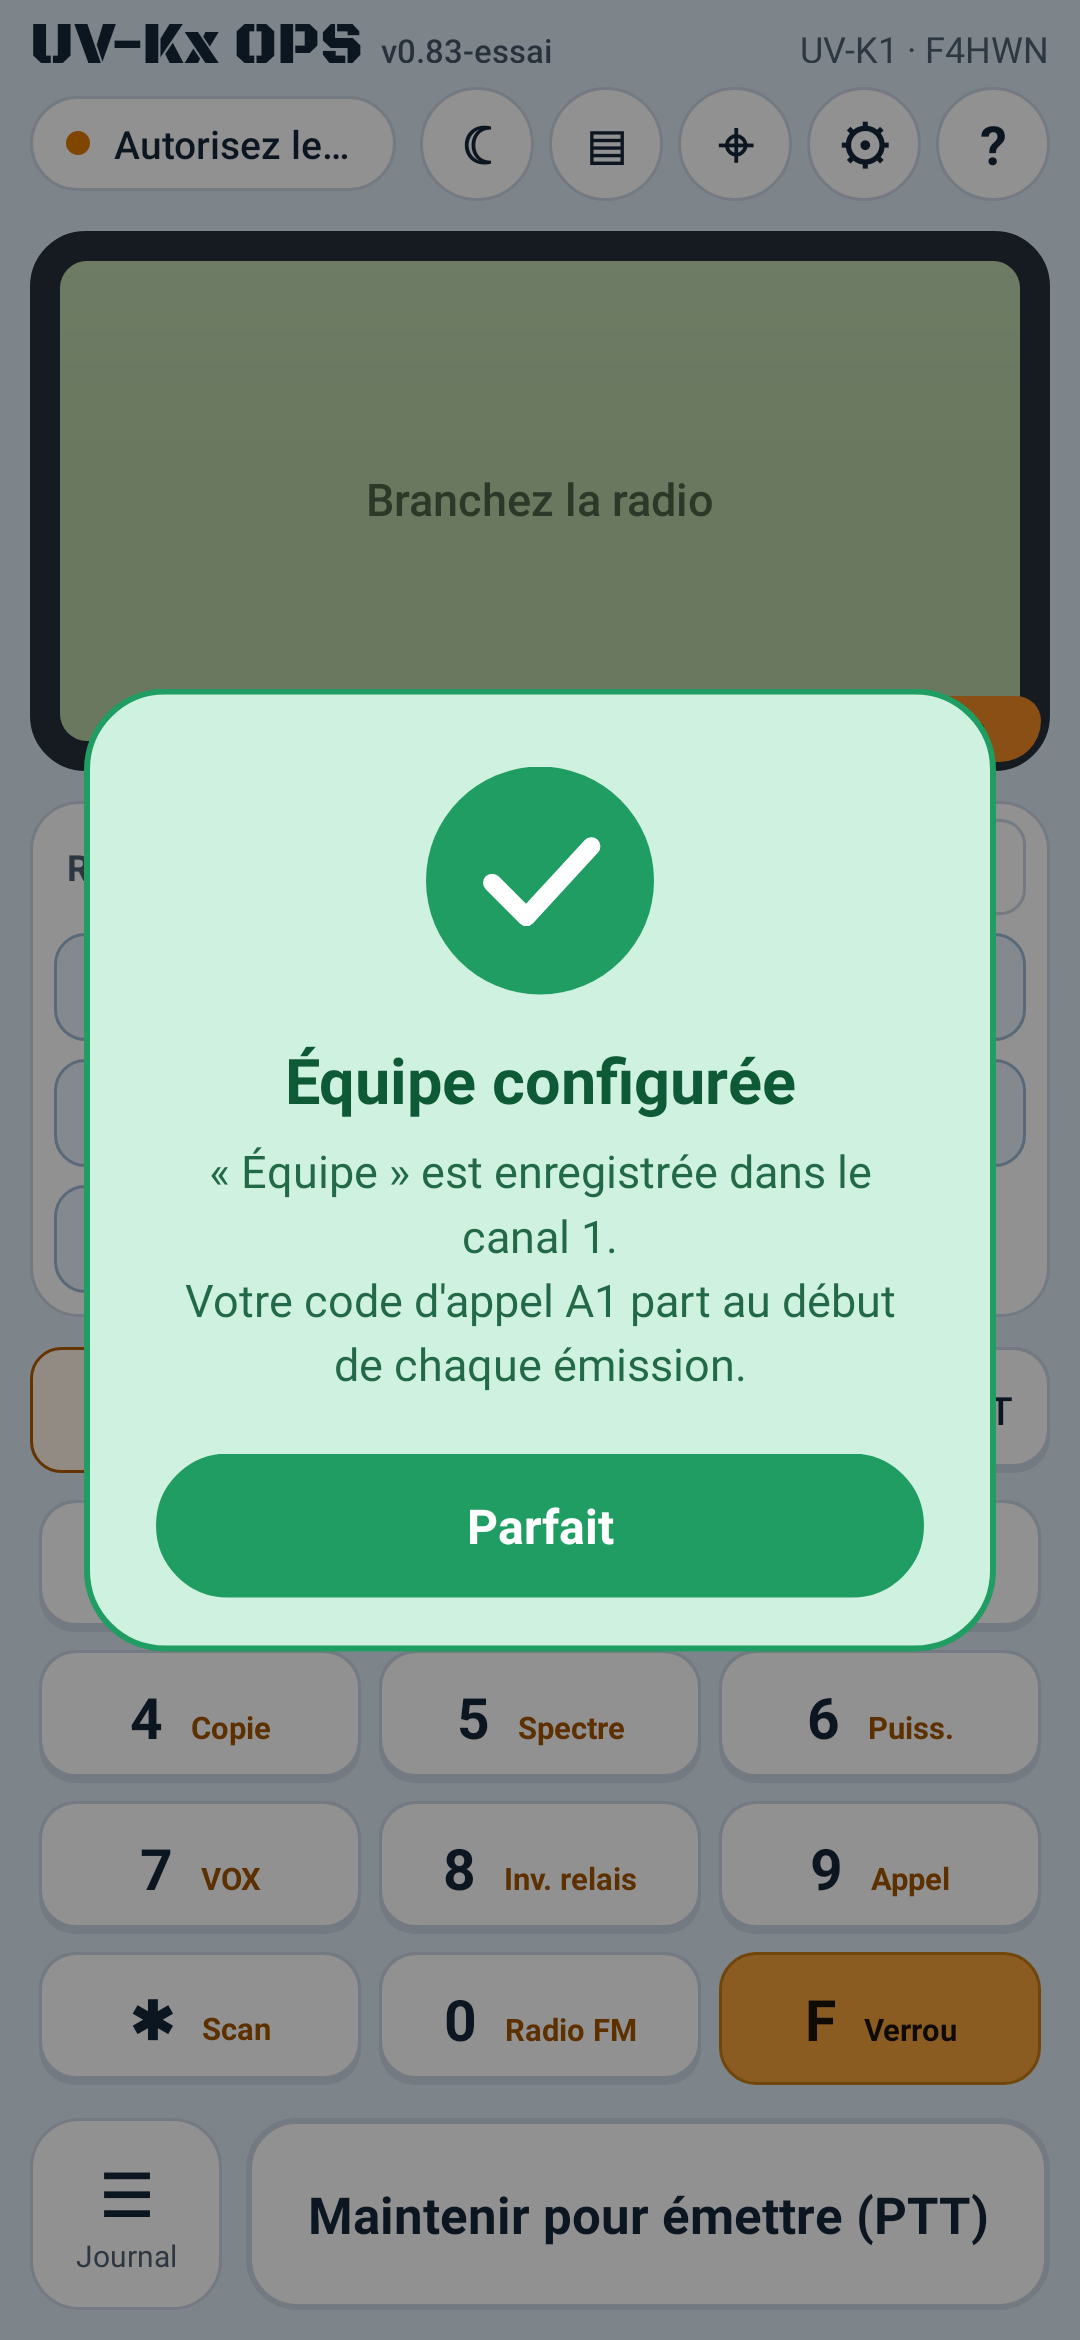 UV-Kx OPS v0.83-essai UV-K1 · F4HWN
Autorisez le… ?
Branchez la radio
R
Équipe configurée
« Équipe » est enregistrée dans le
canal 1.
Votre code d'appel A1 part au début
de chaque émission.
T
Parfait
4 Copie 5 Spectre 6 Puiss.
7 VOX 8 Inv. relais 9 Appel
✱ Scan 0 Radio FM F Verrou
Journal
Maintenir pour émettre (PTT)